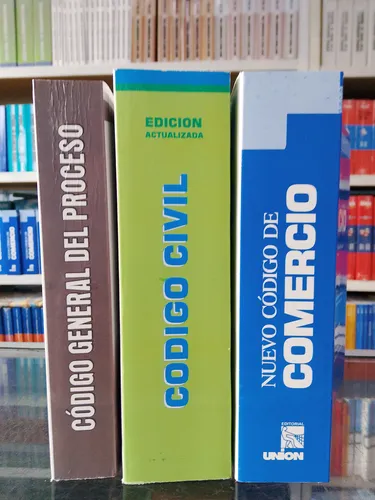 CÓDIGO GENERAL DEL PROCESO
EDICION
ACTUALIZADA
CODIGO CIVIL
NUEVO CÓDIGO DE
COMERCIO
EDITORIAL
UNION